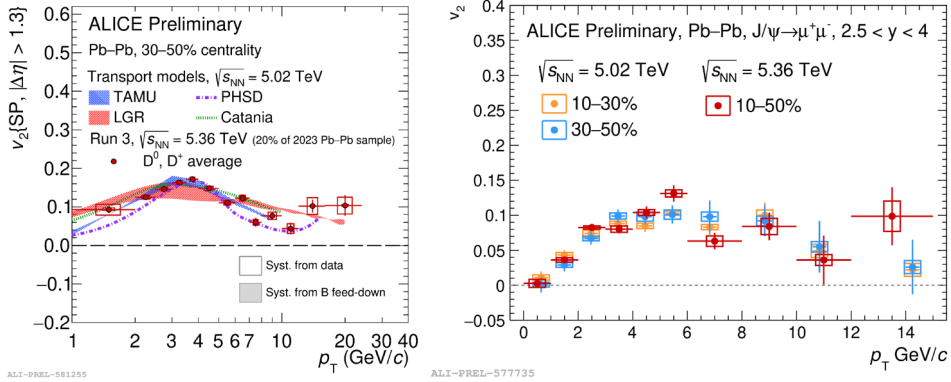 ALICE Preliminary
Pb–Pb, 30–50% centrality
Transport models, √sNN = 5.02 TeV
TAMU
PHSD
LGR
Catania
Run 3, √sNN = 5.36 TeV (20% of 2023 Pb–Pb sample)
D0, D+ average
Syst. from data
Syst. from B feed-down
v2{SP, |Δη| > 1.3}
0.6
0.5
0.4
0.3
0.2
0.1
0.0
−0.1
−0.2
1 2 3 4 5 6 7 10 20 30 40
pT (GeV/c)
ALI-PREL-581255
v2
ALICE Preliminary, Pb–Pb, J/ψ→μ+μ-, 2.5 < y < 4
√sNN = 5.02 TeV
√sNN = 5.36 TeV
10–30%
10–50%
30–50%
0.4
0.35
0.3
0.25
0.2
0.15
0.1
0.05
0
−0.05
0 2 4 6 8 10 12 14
pT GeV/c
ALI-PREL-577735